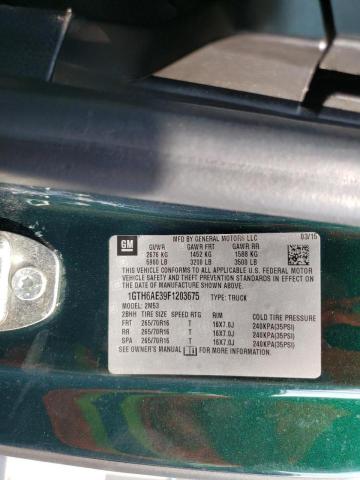 GM
MFD BY GENERAL MOTORS LLC 03/15
GVWR GAWR FRT GAWR RR
2676 KG 1452 KG 1588 KG
5900 LB 3200 LB 3500 LB
THIS VEHICLE CONFORMS TO ALL APPLICABLE U.S. FEDERAL MOTOR
VEHICLE SAFETY AND THEFT PREVENTION STANDARDS IN EFFECT
ON THE DATE OF MANUFACTURE SHOWN ABOVE.
1GTH6AE39F1203675 TYPE: TRUCK
MODEL: 2M53
2BHH TIRE SIZE SPEED RTG RIM COLD TIRE PRESSURE
FRT 265/70R16 T 16X7.0J 240KPA(35PSI)
RR 265/70R16 T 16X7.0J 240KPA(35PSI)
SPA 265/70R16 T 16X7.0J 240KPA(35PSI)
SEE OWNER'S MANUAL FOR ADDITIONAL INFORMATION.